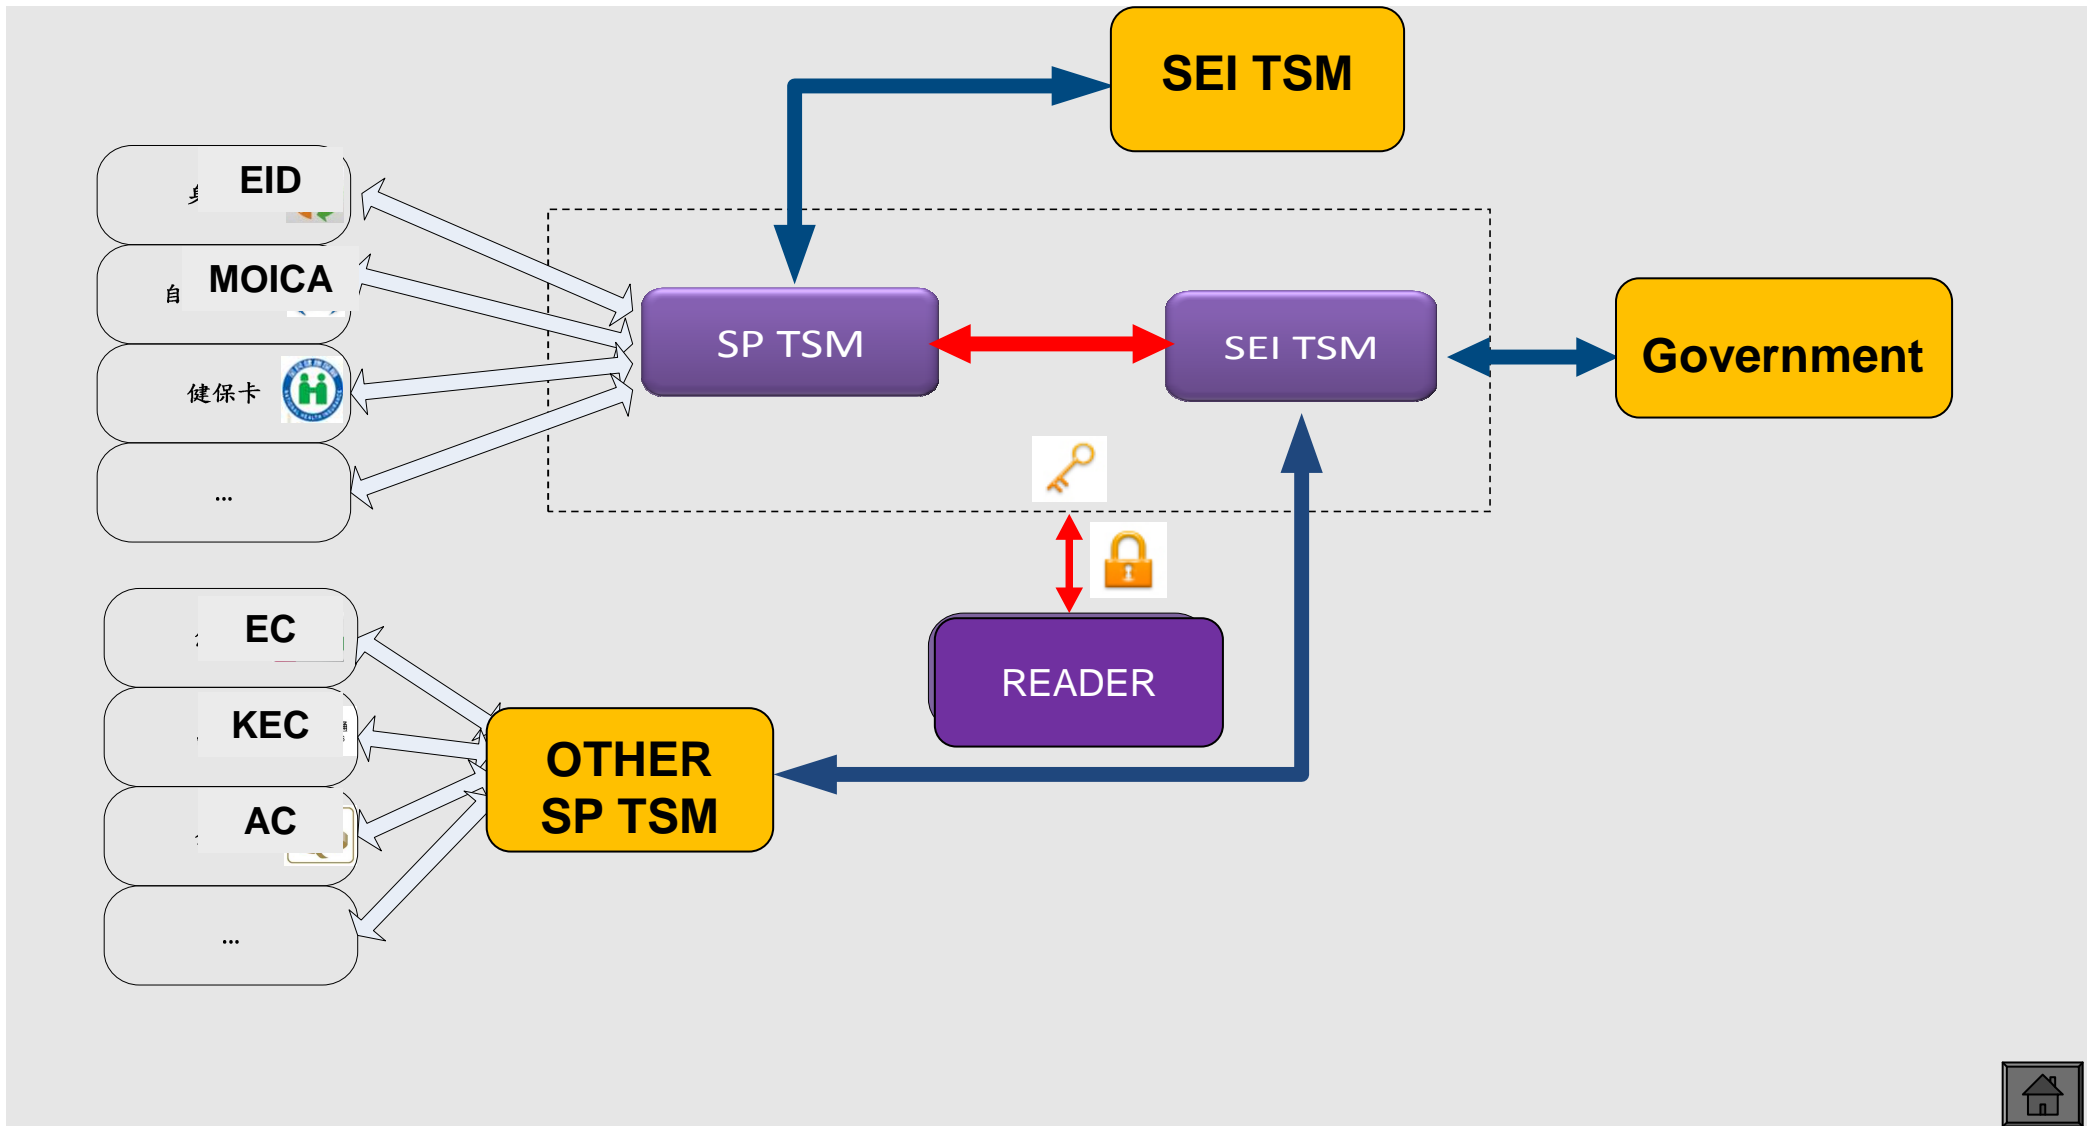 SEI TSM
EID
MOICA
自
健保卡
...
SP TSM
SEI TSM
Government
EC
KEC
AC
...
READER
OTHER
SP TSM